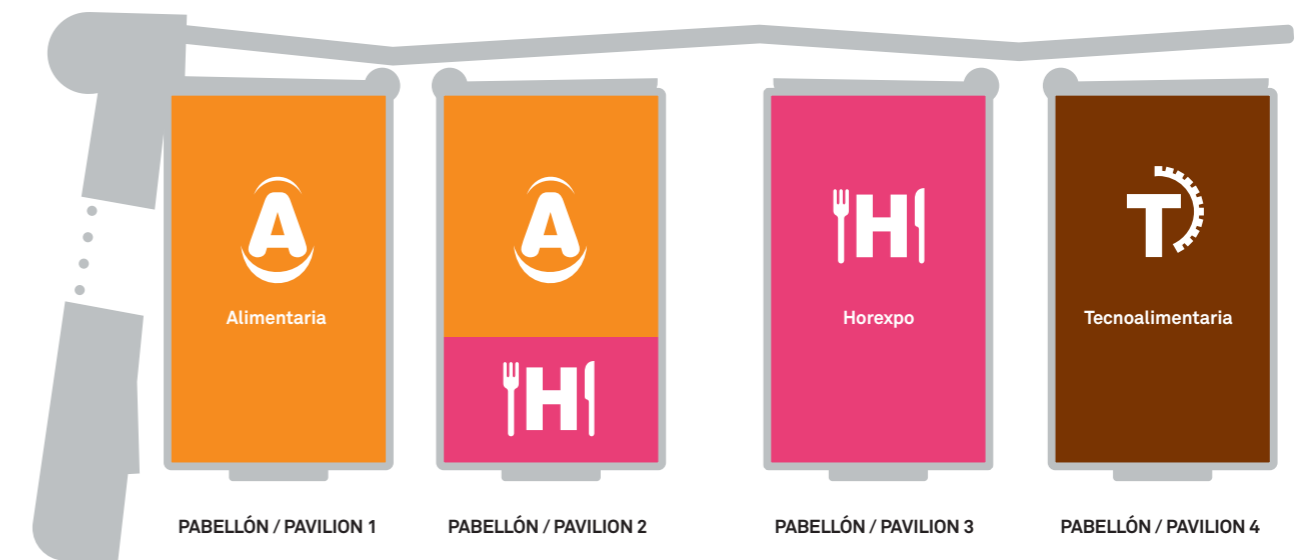 A
A
H
H
T
Alimentaria
Horexpo
Tecnoalimentaria
PABELLÓN / PAVILION 1
PABELLÓN / PAVILION 2
PABELLÓN / PAVILION 3
PABELLÓN / PAVILION 4